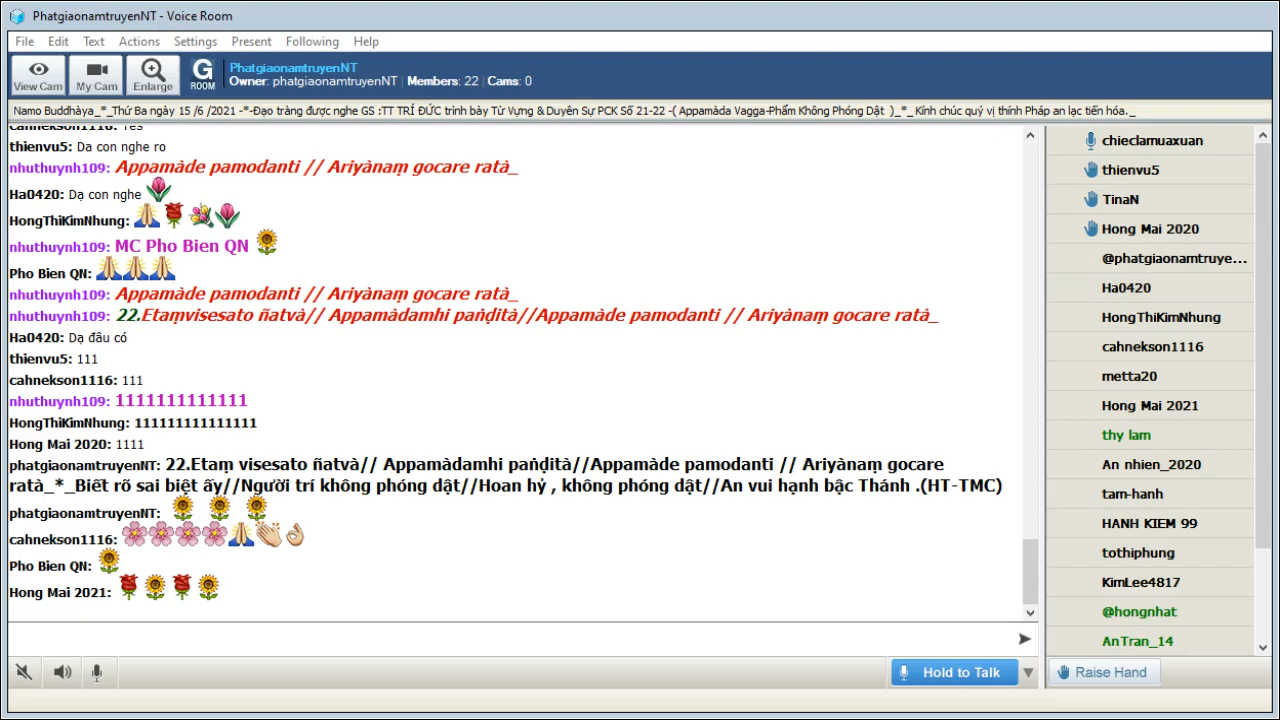 PhatgiaonamtruyenNT - Voice Room
File Edit Text Actions Settings Present Following Help
View Cam My Cam Enlarge G ROOM
PhatgiaonamtruyenNT
Owner: phatgiaonamtruyenNT Members: 22 Cams: 0
Namo Buddhàya_*_Thứ Ba ngày 15 /6 /2021 -*-Đạo tràng được nghe GS :TT TRÍ ĐỨC trình bày Từ Vựng & Duyên Sự PCK Số 21-22 -( Appamàda Vagga-Phẩm Không Phóng Dật )_*_ Kính chúc quý vị thính Pháp an lạc tiến hóa._
cahnekson1116: Yes
thienvu5: Da con nghe ro
nhuthuynh109: Appamàde pamodanti // Ariyànaṃ gocare ratà_
Ha0420: Dạ con nghe
HongThiKimNhung:
nhuthuynh109: MC Pho Bien QN
Pho Bien QN:
nhuthuynh109: Appamàde pamodanti // Ariyànaṃ gocare ratà_
nhuthuynh109: 22.Etaṃvisesato ñatvà// Appamàdamhi paṇḍità//Appamàde pamodanti // Ariyànaṃ gocare ratà_
Ha0420: Dạ đâu có
thienvu5: 111
cahnekson1116: 111
nhuthuynh109: 1111111111111
HongThiKimNhung: 111111111111111
Hong Mai 2020: 1111
phatgiaonamtruyenNT: 22.Etaṃ visesato ñatvà// Appamàdamhi paṇḍità//Appamàde pamodanti // Ariyànaṃ gocare
ratà_*_Biết rõ sai biệt ấy//Người trí không phóng dật//Hoan hỷ , không phóng dật//An vui hạnh bậc Thánh .(HT-TMC)
phatgiaonamtruyenNT:
cahnekson1116:
Pho Bien QN:
Hong Mai 2021:
Hold to Talk
chieclamuaxuan
thienvu5
TinaN
Hong Mai 2020
@phatgiaonamtruye...
Ha0420
HongThiKimNhung
cahnekson1116
metta20
Hong Mai 2021
thy lam
An nhien_2020
tam-hanh
HANH KIEM 99
tothiphung
KimLee4817
@hongnhat
AnTran_14
Raise Hand